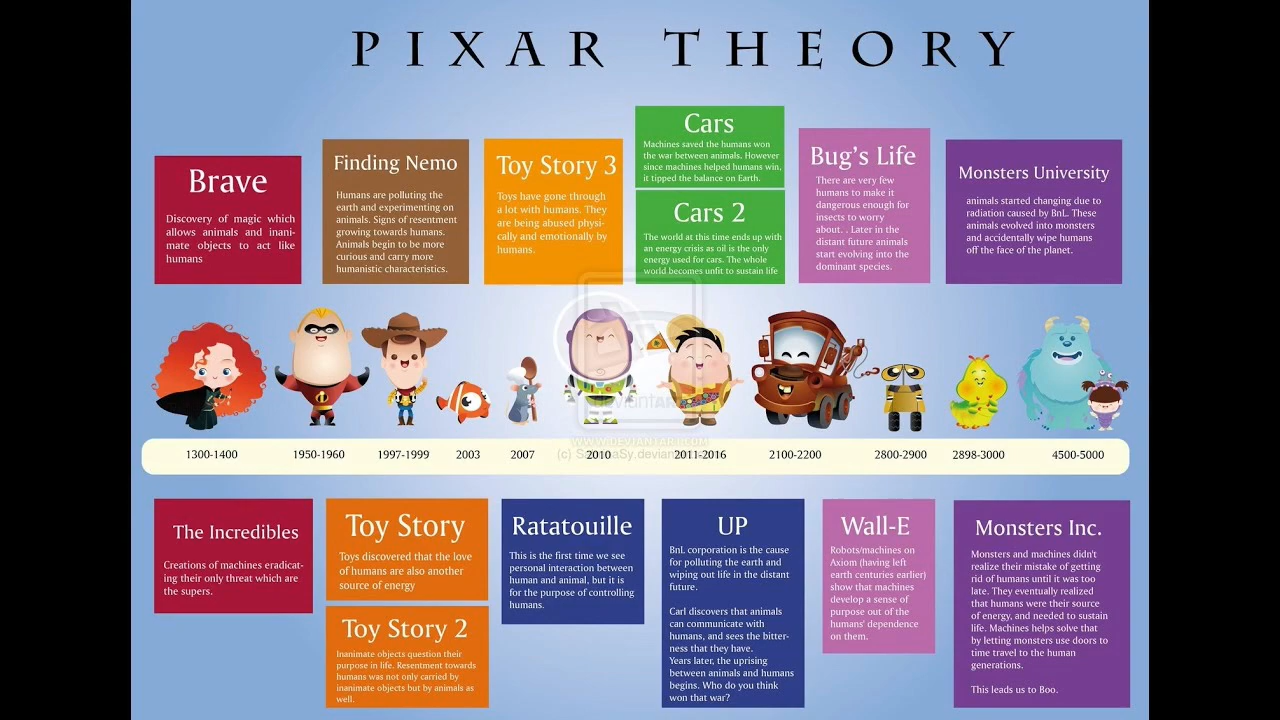 PIXAR THEORY
Brave
Discovery of magic which
allows animals and inani-
mate objects to act like
humans
Finding Nemo
Humans are polluting the
earth and experimenting on
animals. Signs of resentment
growing towards humans.
Animals begin to be more
curious and carry more
humanistic characteristics.
Toy Story 3
Toys have gone through
a lot with humans. They
are being abused physi-
cally and emotionally by
humans.
Cars
Machines saved the humans won
the war between animals. However
since machines helped humans win,
it tipped the balance on Earth.
Cars 2
The world at this time ends up with
an energy crisis as oil is the only
energy used for cars. The whole
world becomes unfit to sustain life
Bug's Life
There are very few
humans to make it
dangerous enough for
insects to worry
about. . Later in the
distant future animals
start evolving into the
dominant species.
Monsters University
animals started changing due to
radiation caused by BnL. These
animals evolved into monsters
and accidentally wipe humans
off the face of the planet.
deviantART
WWW.DEVIANTART.COM
1300-1400 1950-1960 1997-1999 2003 2007 2010 2011-2016 2100-2200 2800-2900 2898-3000 4500-5000
The Incredibles
Creations of machines eradicat-
ing their only threat which are
the supers.
Toy Story
Toys discovered that the love
of humans are also another
source of energy
Toy Story 2
Inanimate objects question their
purpose in life. Resentment towards
humans was not only carried by
inanimate objects but by animals as
well.
Ratatouille
This is the first time we see
personal interaction between
human and animal, but it is
for the purpose of controlling
humans.
UP
BnL corporation is the cause
for polluting the earth and
wiping out life in the distant
future.
Carl discovers that animals
can communicate with
humans, and sees the bitter-
ness that they have.
Years later, the uprising
between animals and humans
begins. Who do you think
won that war?
Wall-E
Robots/machines on
Axiom (having left
earth centuries earlier)
show that machines
develop a sense of
purpose out of the
humans' dependence
on them.
Monsters Inc.
Monsters and machines didn't
realize their mistake of getting
rid of humans until it was too
late. They eventually realized
that humans were their source
of energy, and needed to sustain
life. Machines helps solve that
by letting monsters use doors to
time travel to the human
generations.
This leads us to Boo.